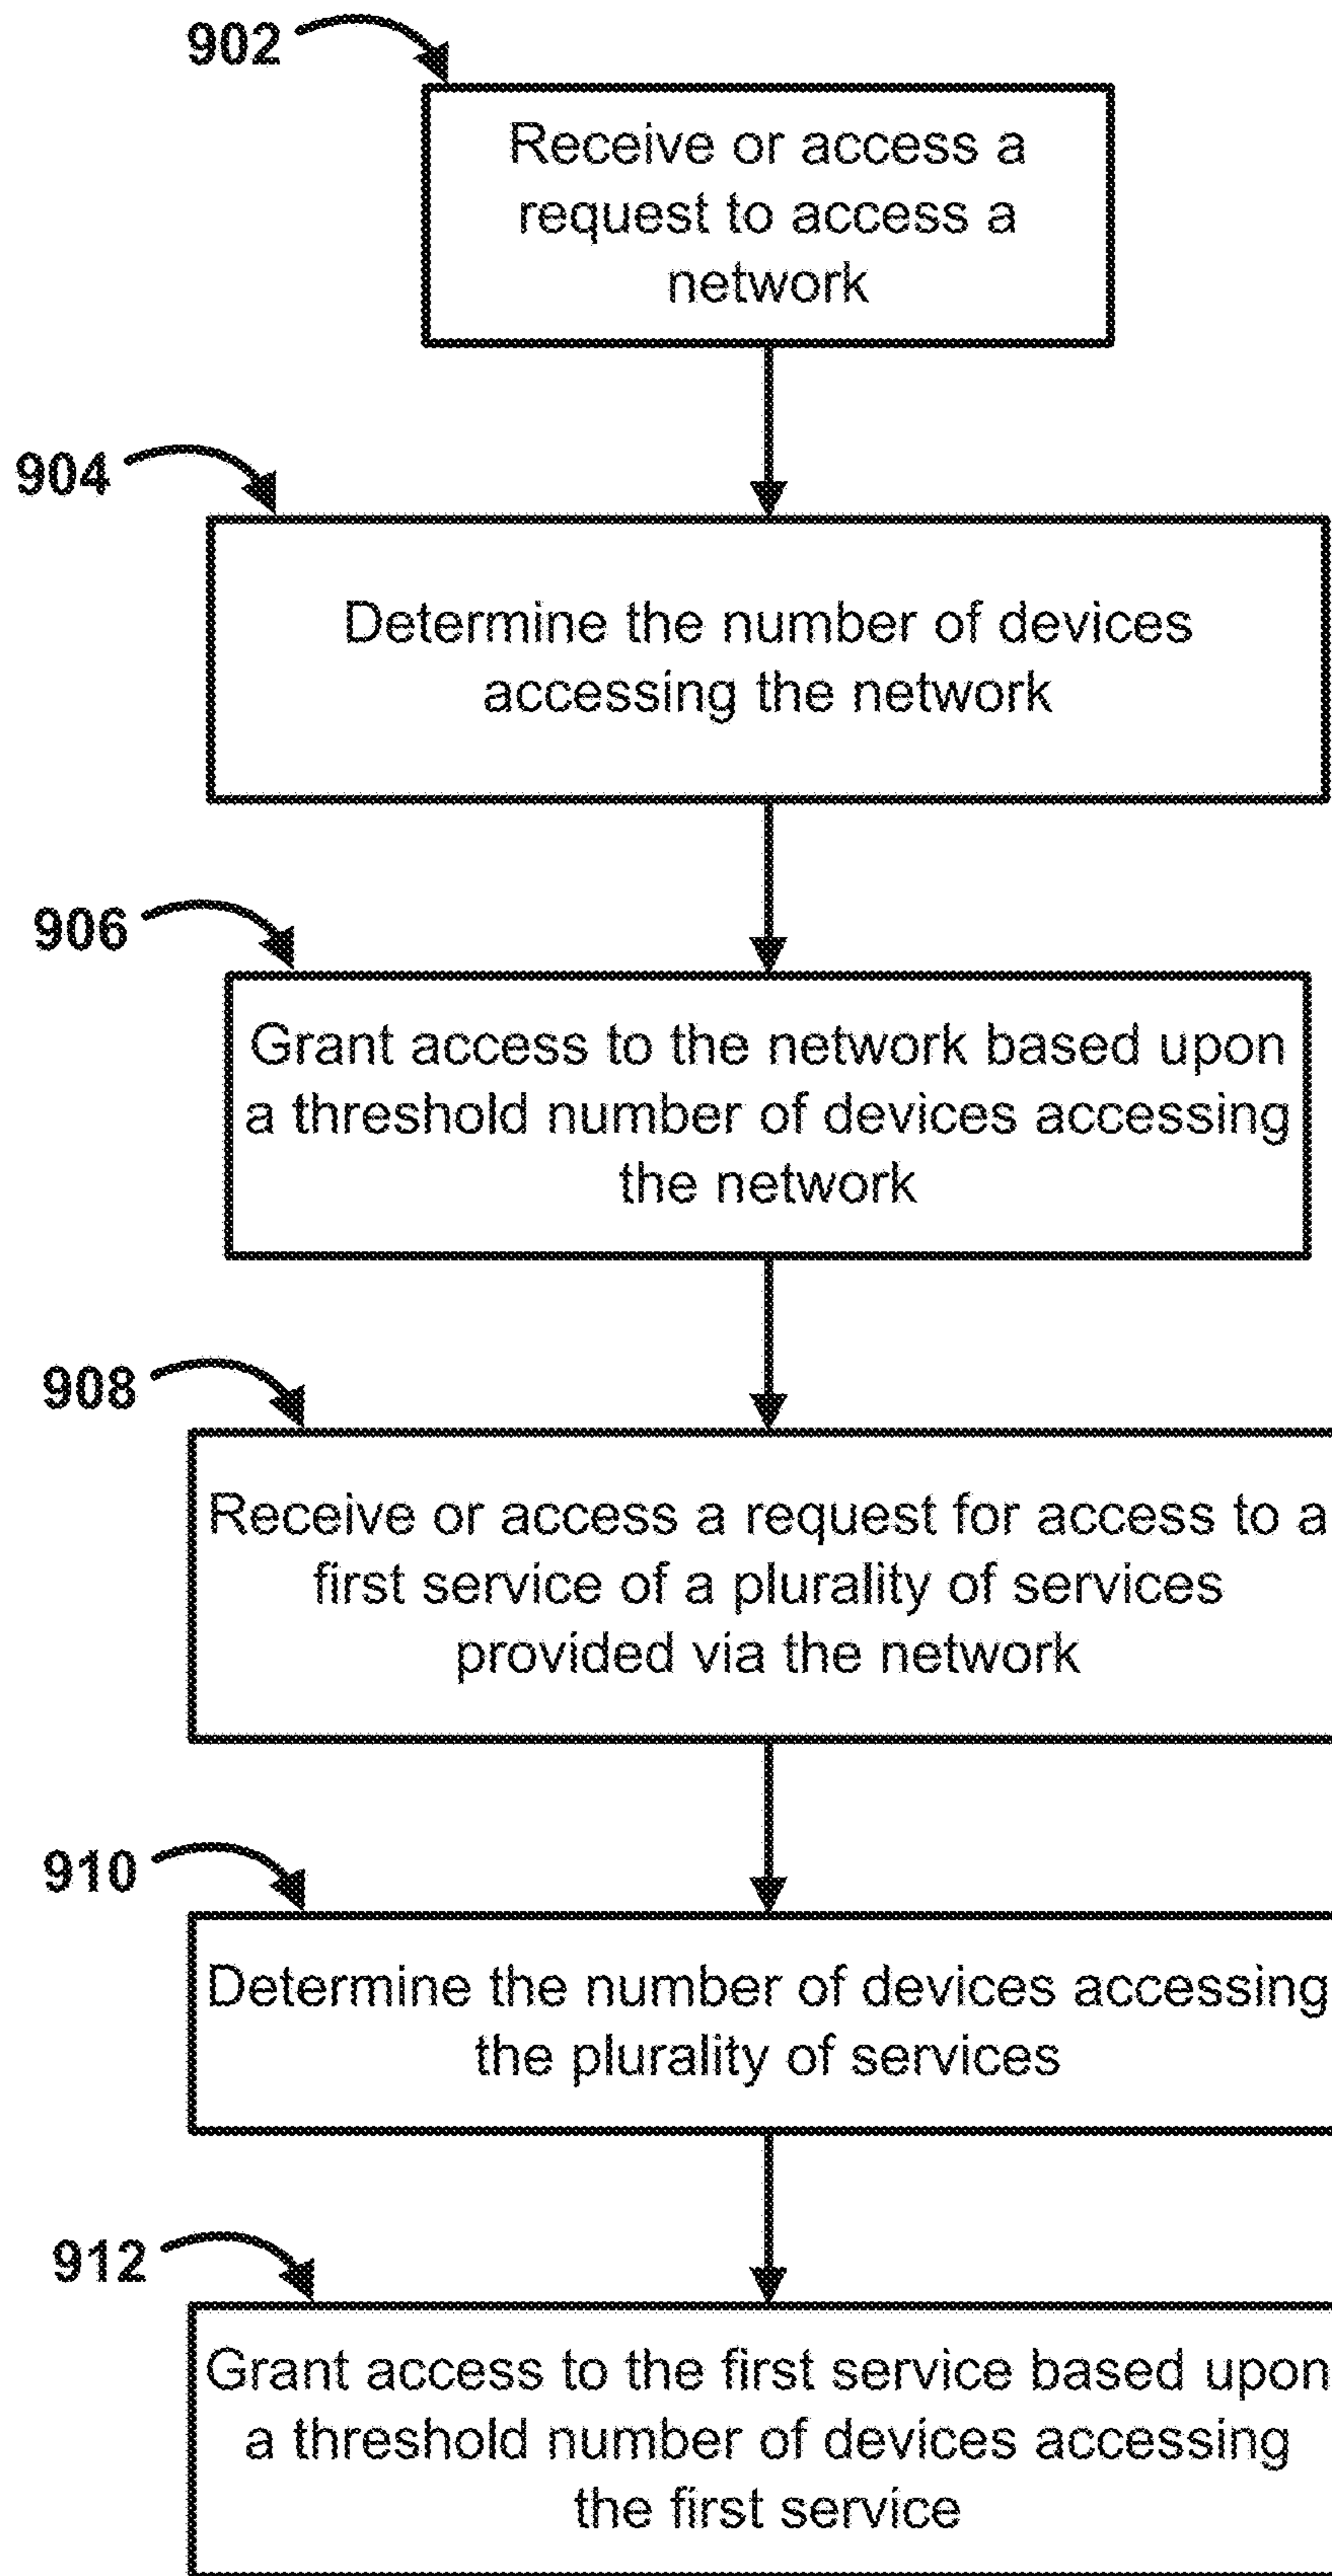 902
Receive or access a
request to access a
network
904
Determine the number of devices
accessing the network
906
Grant access to the network based upon
a threshold number of devices accessing
the network
908
Receive or access a request for access to a
first service of a plurality of services
provided via the network
910
Determine the number of devices accessing
the plurality of services
912
Grant access to the first service based upon
a threshold number of devices accessing
the first service